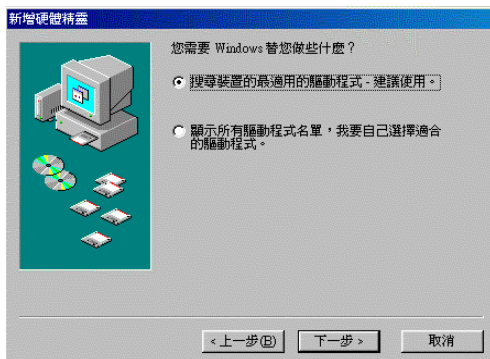 新增硬體精靈
您需要 Windows 替您做些什麼？
搜尋裝置的最適用的驅動程式 - 建議使用。
顯示所有驅動程式名單，我要自己選擇適合
的驅動程式。
<上一步(B)
下一步 >
取消